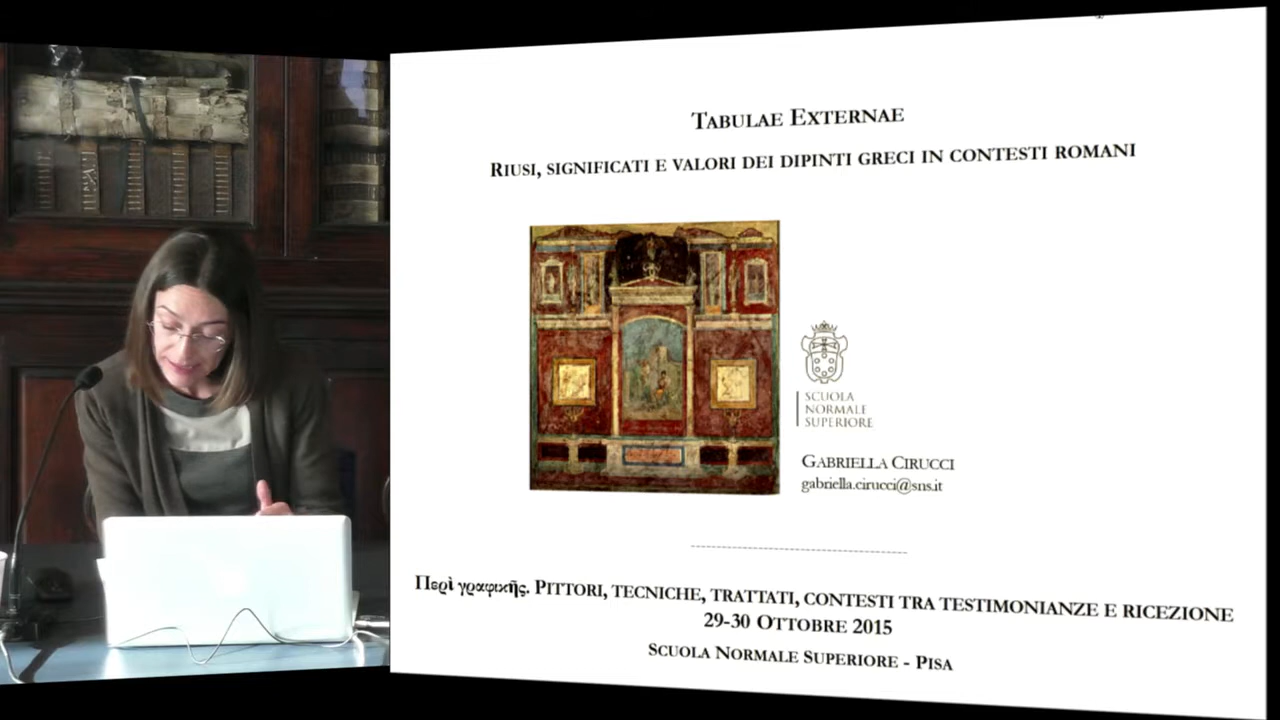 TABULAE EXTERNAE
RIUSI, SIGNIFICATI E VALORI DEI DIPINTI GRECI IN CONTESTI ROMANI
SCUOLA
NORMALE
SUPERIORE
GABRIELLA CIRUCCI
gabriella.cirucci@sns.it
Περὶ γραφικῆς. PITTORI, TECNICHE, TRATTATI, CONTESTI TRA TESTIMONIANZE E RICEZIONE
29-30 OTTOBRE 2015
SCUOLA NORMALE SUPERIORE - PISA